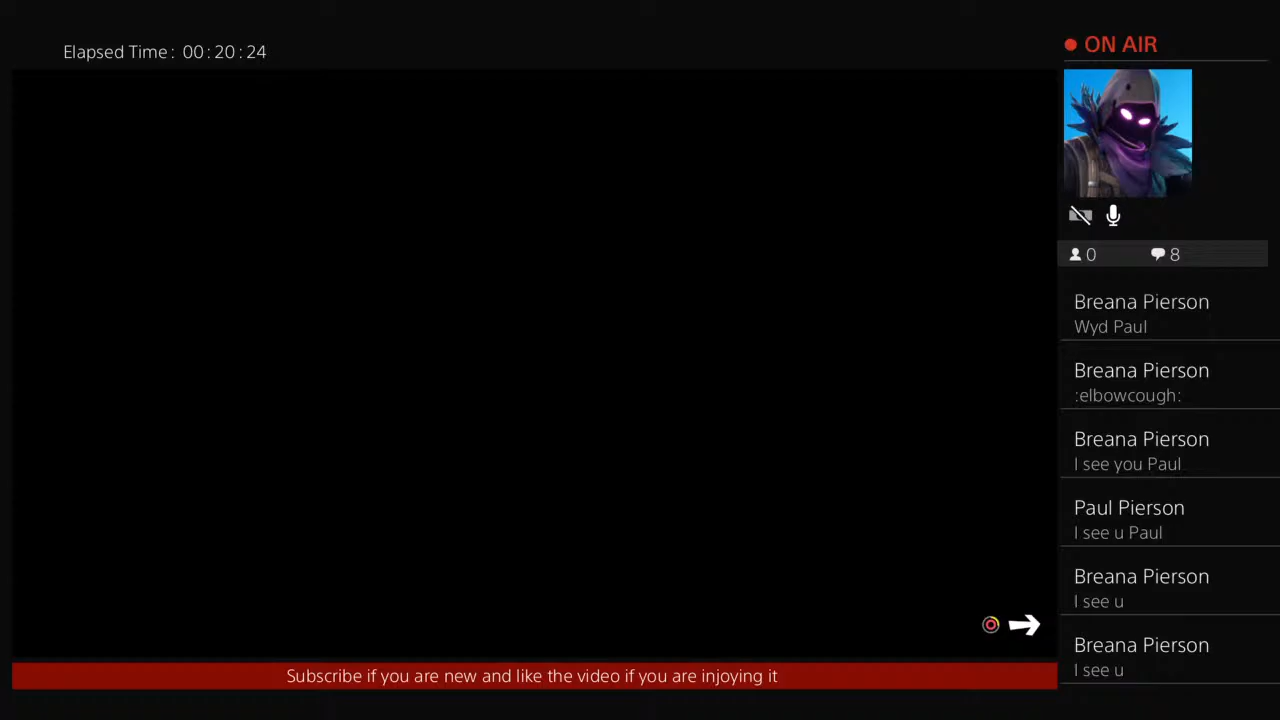 Elapsed Time: 00:20:24
ON AIR
0 8
Breana Pierson
Wyd Paul
Breana Pierson
:elbowcough:
Breana Pierson
I see you Paul
Paul Pierson
I see u Paul
Breana Pierson
I see u
Breana Pierson
I see u
Subscribe if you are new and like the video if you are injoying it